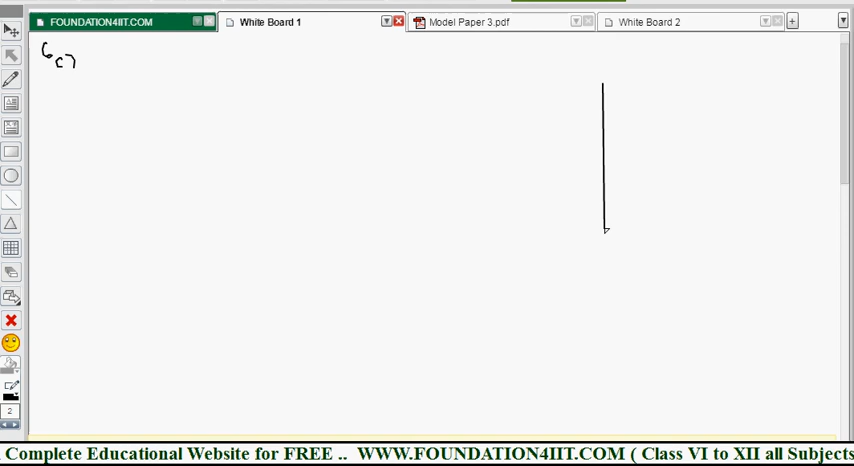 FOUNDATION4IIT.COM White Board 1 Model Paper 3.pdf White Board 2
2
Complete Educational Website for FREE .. WWW.FOUNDATION4IIT.COM ( Class VI to XII all Subjects